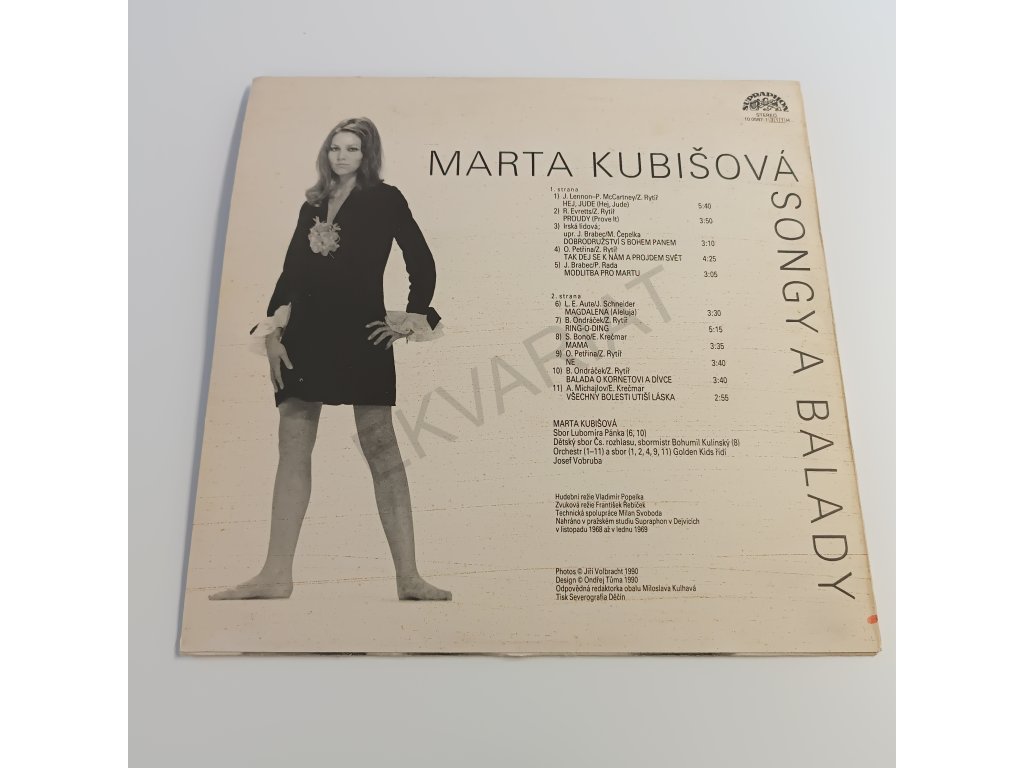 SUPRAPHON
STEREO
MARTA KUBIŠOVÁ
SONGY A BALADY
1. strana
1) J. Lennon–P. McCartney/Z. Rytíř
HEJ, JUDE (Hej, Jude) 5:40
2) R. Evretts/Z. Rytíř
PROUDY (Prove It) 3:50
3) Irská lidová;
upr. J. Brabec/M. Čepelka
DOBRODRUŽSTVÍ S BOHEM PANEM 3:10
4) O. Petřina/Z. Rytíř
TAK DEJ SE K NÁM A PROJDEM SVĚT 4:25
5) J. Brabec/P. Rada
MODLITBA PRO MARTU 3:05
2. strana
6) L. E. Aute/J. Schneider
MAGDALENA (Aleluja) 3:30
7) B. Ondráček/Z. Rytíř
RING-O-DING 5:15
8) S. Bono/E. Krečmar
MAMA 3:35
9) O. Petřina/Z. Rytíř
NE 3:40
10) B. Ondráček/Z. Rytíř
BALADA O KORNETOVI A DÍVCE 3:40
11) A. Michajlov/E. Krečmar
VŠECHNY BOLESTI UTIŠÍ LÁSKA 2:55
MARTA KUBIŠOVÁ
Sbor Lubomíra Pánka (6, 10)
Dětský sbor Čs. rozhlasu, sbormistr Bohumil Kulínský (8)
Orchestr (1–11) a sbor (1, 2, 4, 9, 11) Golden Kids řídí
Josef Vobruba
Hudební režie Vladimír Popelka
Zvuková režie František Řebíček
Technická spolupráce Milan Svoboda
Nahráno v pražském studiu Supraphon v Dejvicích
v listopadu 1968 až v lednu 1969
Photos © Jiří Volbracht 1990
Design © Ondřej Tůma 1990
Odpovědná redaktorka obalu Miloslava Kulhavá
Tisk Severografia Děčín